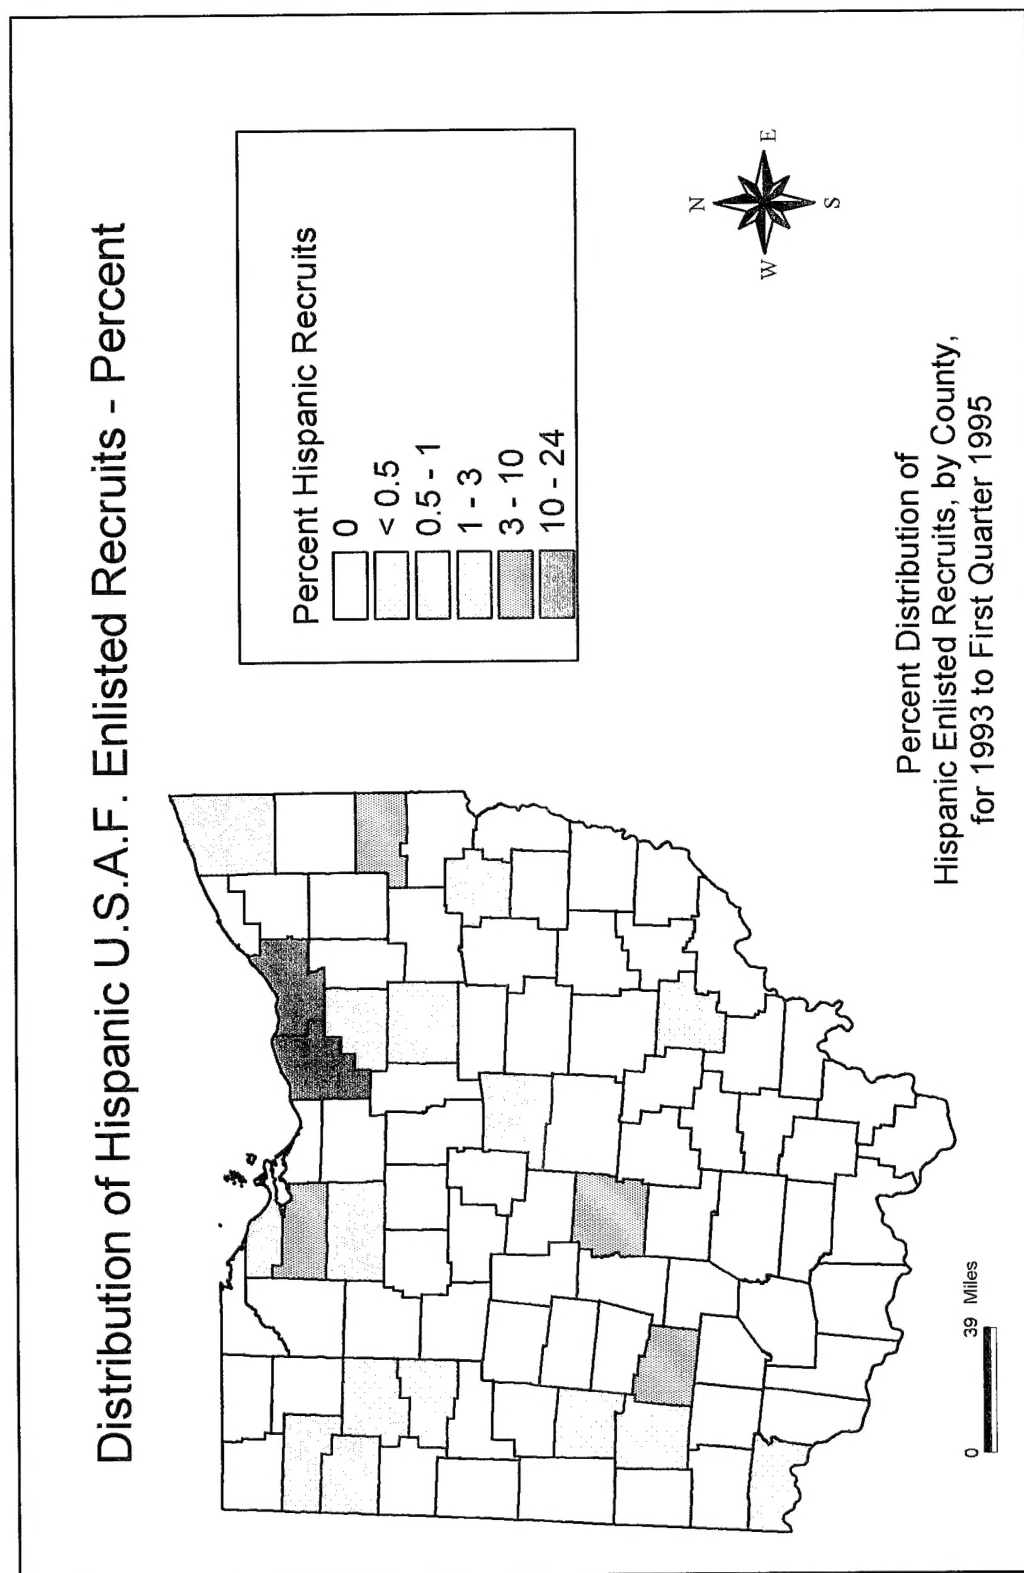 Distribution of Hispanic U.S.A.F. Enlisted Recruits - Percent
Percent Hispanic Recruits
0
< 0.5
0.5 - 1
1 - 3
3 - 10
10 - 24
N
W
E
S
0
39 Miles
Percent Distribution of
Hispanic Enlisted Recruits, by County,
for 1993 to First Quarter 1995